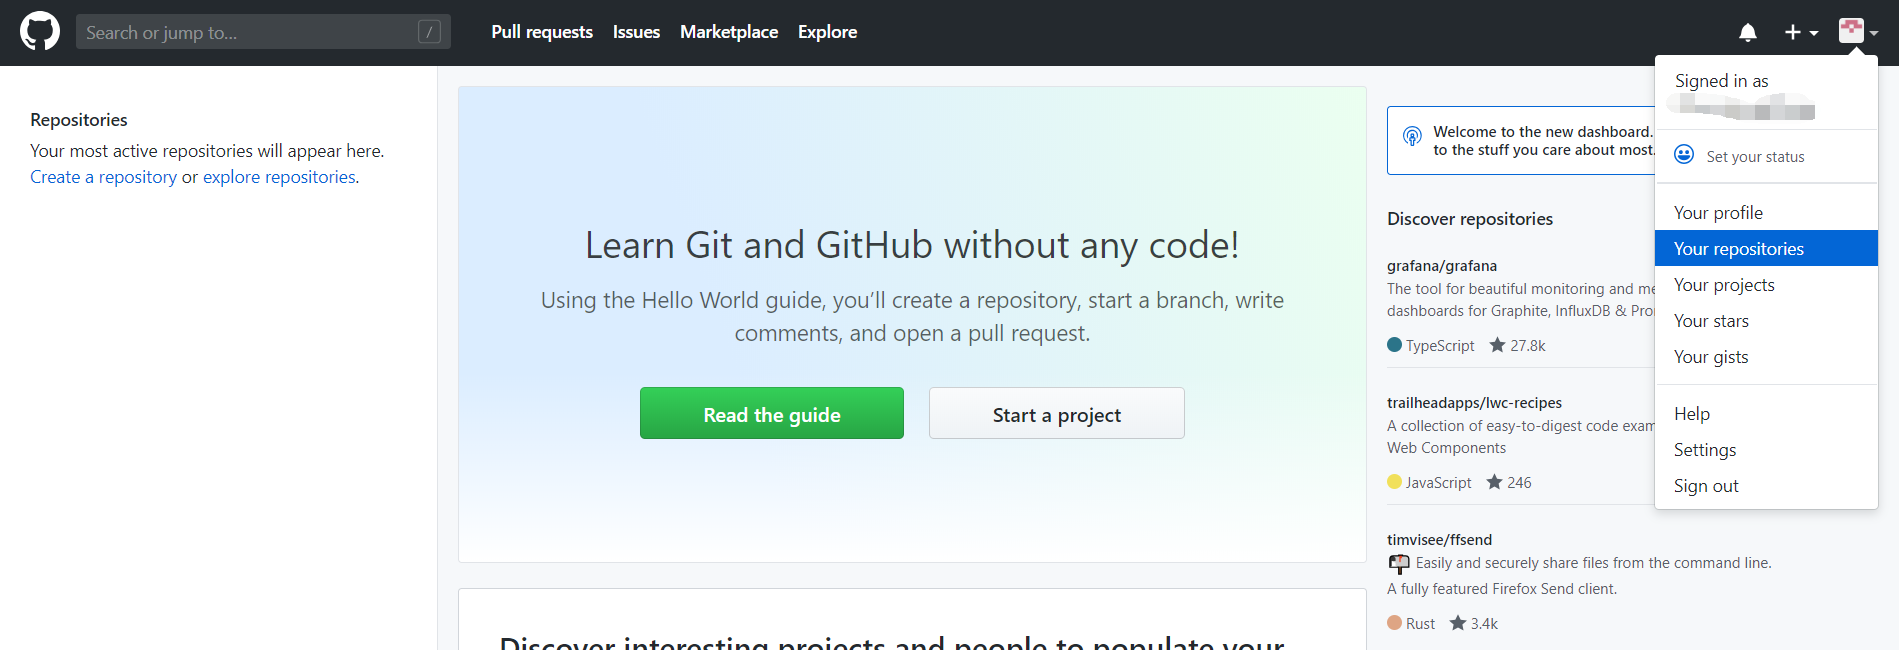 Search or jump to...
/
Pull requests
Issues
Marketplace
Explore
Repositories
Your most active repositories will appear here.
Create a repository or explore repositories.
Learn Git and GitHub without any code!
Using the Hello World guide, you’ll create a repository, start a branch, write
comments, and open a pull request.
Read the guide
Start a project
Discover interesting projects and people to populate your
Welcome to the new dashboard.
to the stuff you care about most.
Discover repositories
grafana/grafana
The tool for beautiful monitoring and me
dashboards for Graphite, InfluxDB & Pro
TypeScript
27.8k
trailheadapps/lwc-recipes
A collection of easy-to-digest code exam
Web Components
JavaScript
246
timvisee/ffsend
Easily and securely share files from the command line.
A fully featured Firefox Send client.
Rust
3.4k
Signed in as
Set your status
Your profile
Your repositories
Your projects
Your stars
Your gists
Help
Settings
Sign out